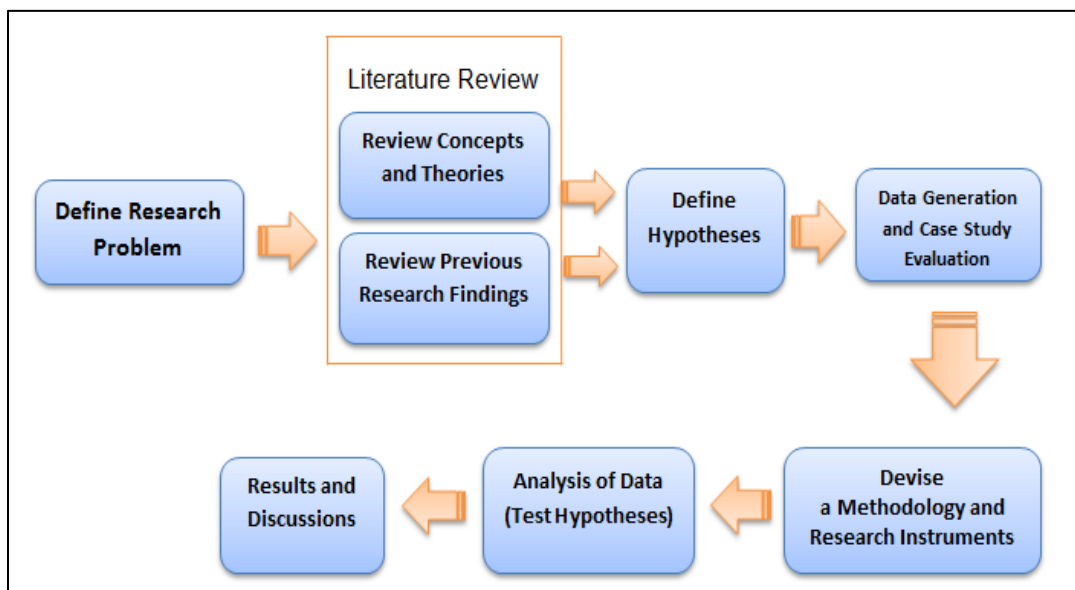 Define Research
Problem
Literature Review
Review Concepts
and Theories
Review Previous
Research Findings
Define
Hypotheses
Data Generation
and Case Study
Evaluation
Devise
a Methodology and
Research Instruments
Analysis of Data
(Test Hypotheses)
Results and
Discussions